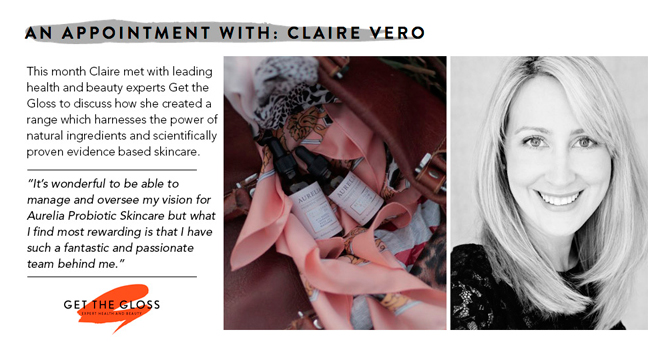 AN APPOINTMENT WITH: CLAIRE VERO
This month Claire met with leading
health and beauty experts Get the
Gloss to discuss how she created a
range which harnesses the power of
natural ingredients and scientifically
proven evidence based skincare.
“It’s wonderful to be able to
manage and oversee my vision for
Aurelia Probiotic Skincare but what
I find most rewarding is that I have
such a fantastic and passionate
team behind me.”
GET THE GLOSS
EXPERT HEALTH AND BEAUTY